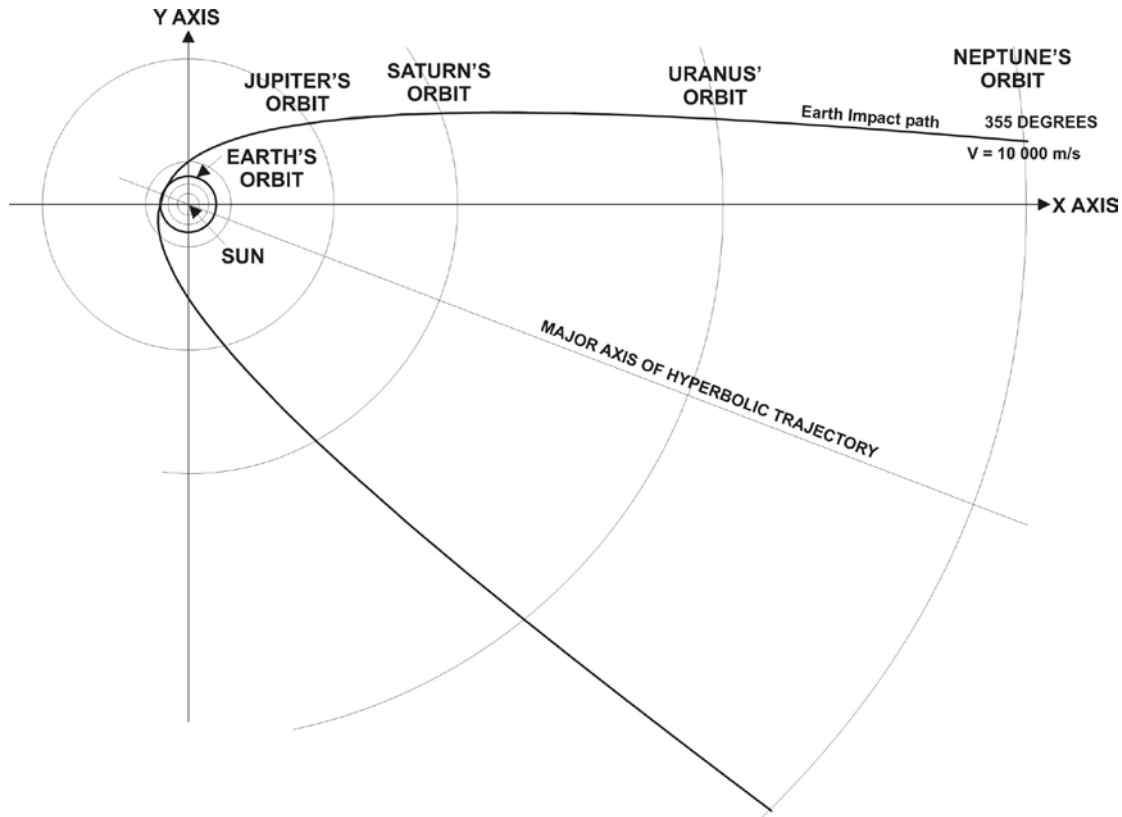 Y AXIS
JUPITER'S
ORBIT
SATURN'S
ORBIT
URANUS'
ORBIT
NEPTUNE'S
ORBIT
Earth Impact path
355 DEGREES
V = 10 000 m/s
EARTH'S
ORBIT
X AXIS
SUN
MAJOR AXIS OF HYPERBOLIC TRAJECTORY